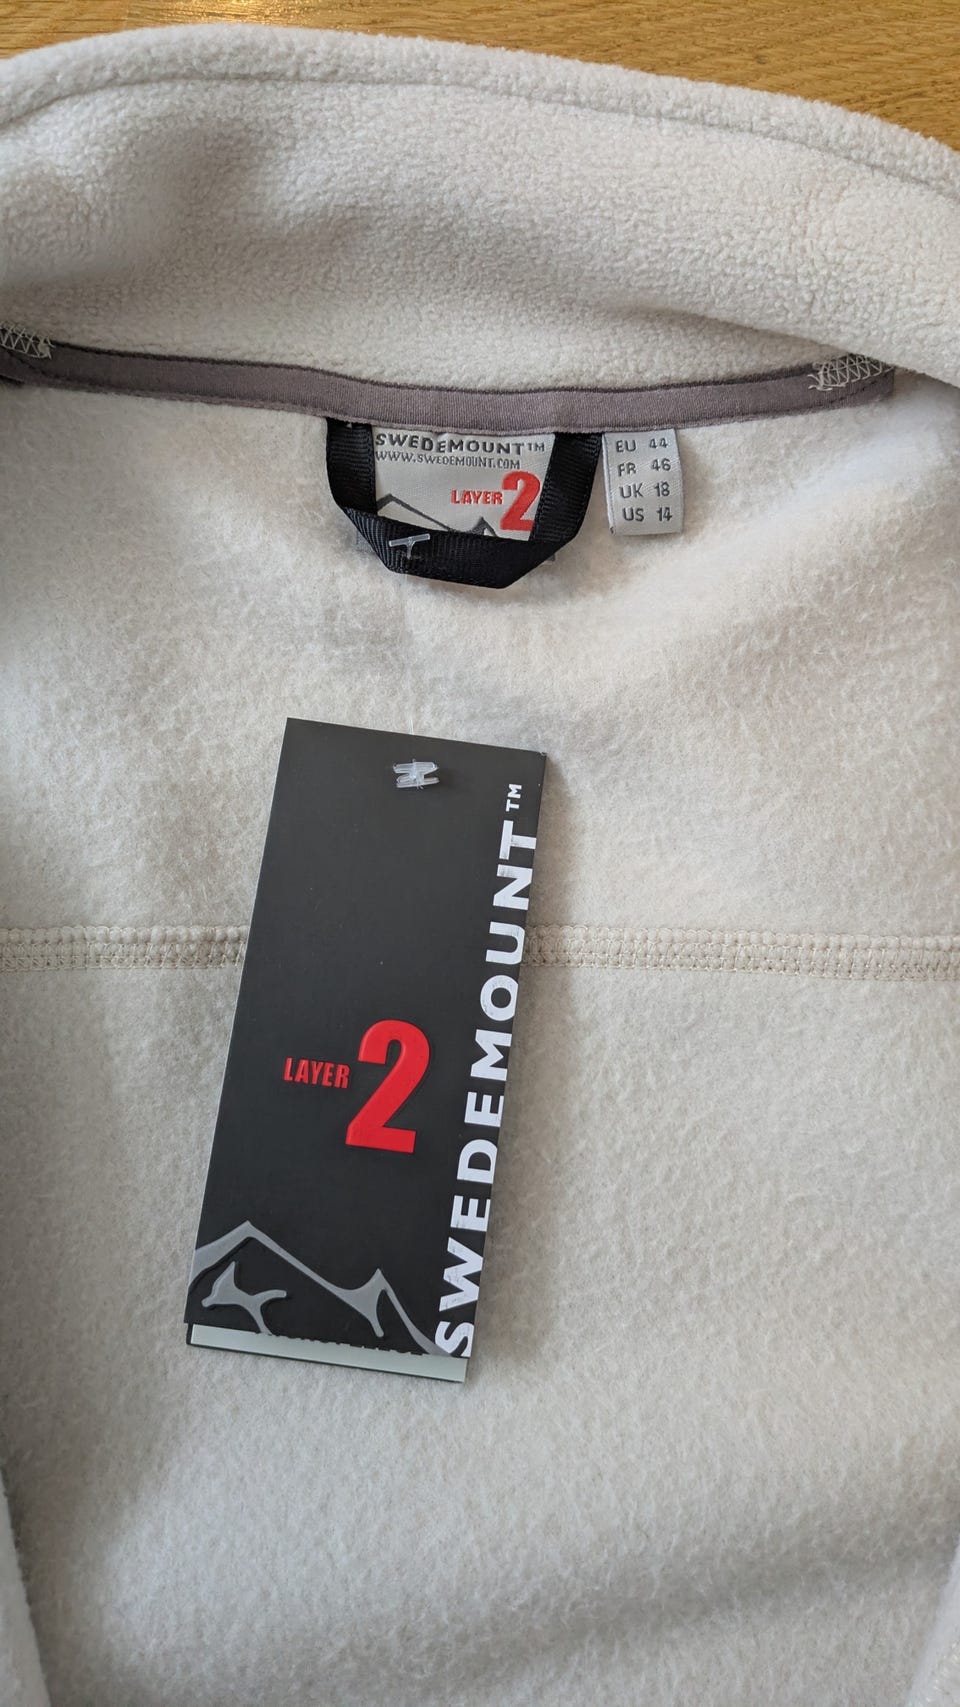 SWEDEMOUNT™
WWW.SWEDEMOUNT.COM
LAYER 2
EU 44
FR 46
UK 18
US 14
LAYER 2
SWEDEMOUNT™